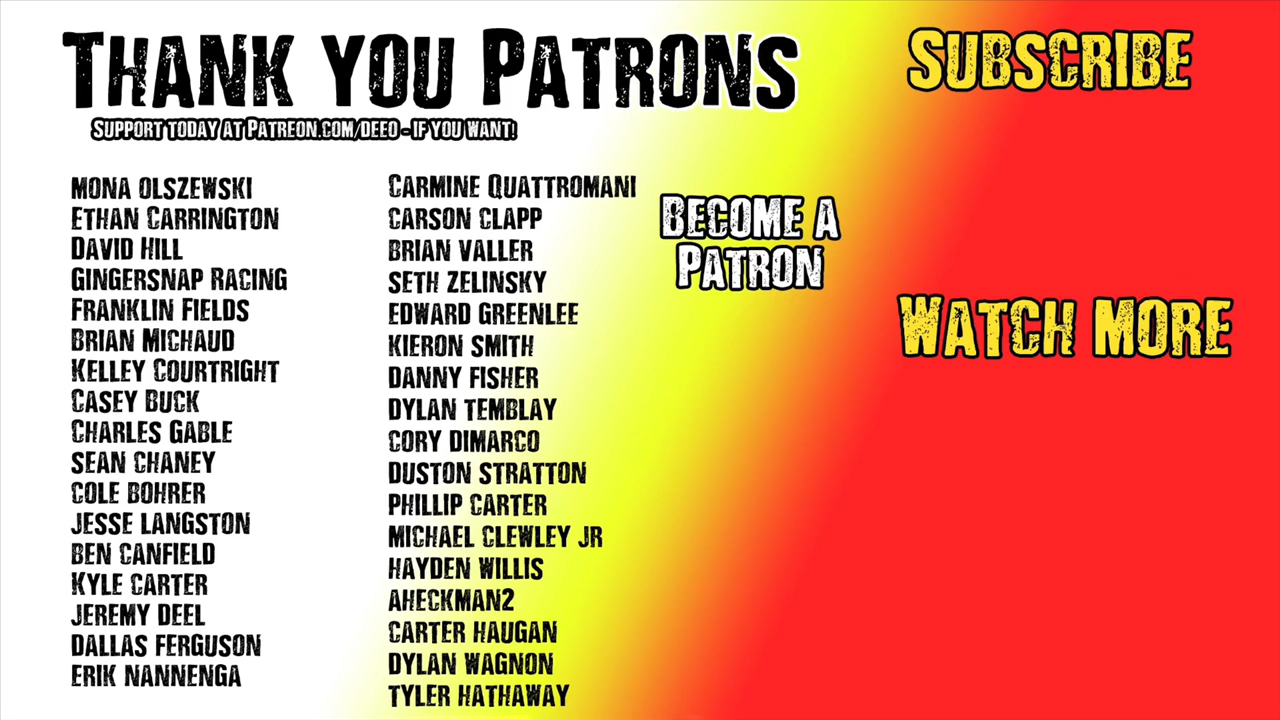 Thank you Patrons
Support today at Patreon.com/deeo - if you want!
Mona Olszewski
Ethan Carrington
David Hill
Gingersnap Racing
Franklin Fields
Brian Michaud
Kelley Courtright
Casey Buck
Charles Gable
Sean Chaney
Cole Bohrer
Jesse Langston
Ben Canfield
Kyle Carter
Jeremy Deel
Dallas Ferguson
Erik Nannenga
Carmine Quattromani
Carson Clapp
Brian Valler
Seth Zelinsky
Edward Greenlee
Kieron Smith
Danny Fisher
Dylan Temblay
Cory Dimarco
Duston Stratton
Phillip Carter
Michael Clewley Jr
Hayden Willis
Aheckman2
Carter Haugan
Dylan Wagnon
Tyler Hathaway
Become a
Patron
Subscribe
Watch more